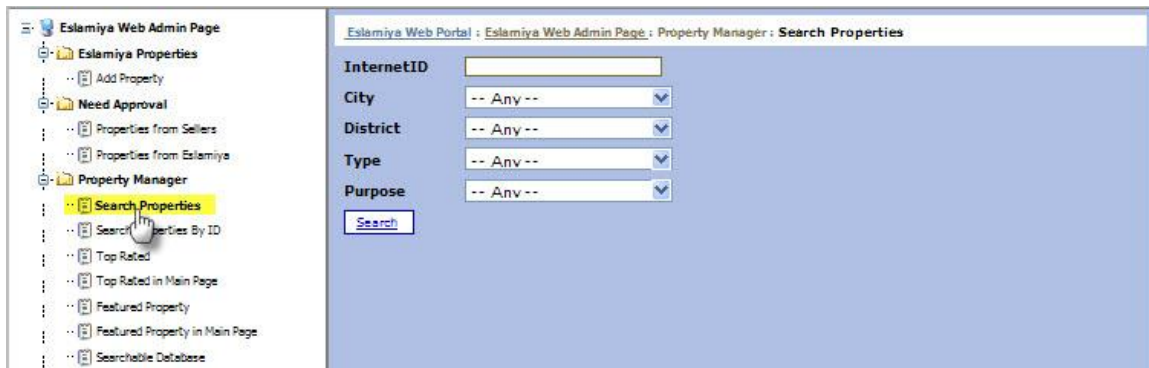 Eslamiya Web Admin Page
Eslamiya Properties
Add Property
Need Approval
Properties from Sellers
Properties from Eslamiya
Property Manager
Search Properties
Search Properties By ID
Top Rated
Top Rated in Main Page
Featured Property
Featured Property in Main Page
Searchable Database
Eslamiya Web Portal : Eslamiya Web Admin Page : Property Manager : Search Properties
InternetID
City -- Any --
District -- Any --
Type -- Any --
Purpose -- Any --
Search